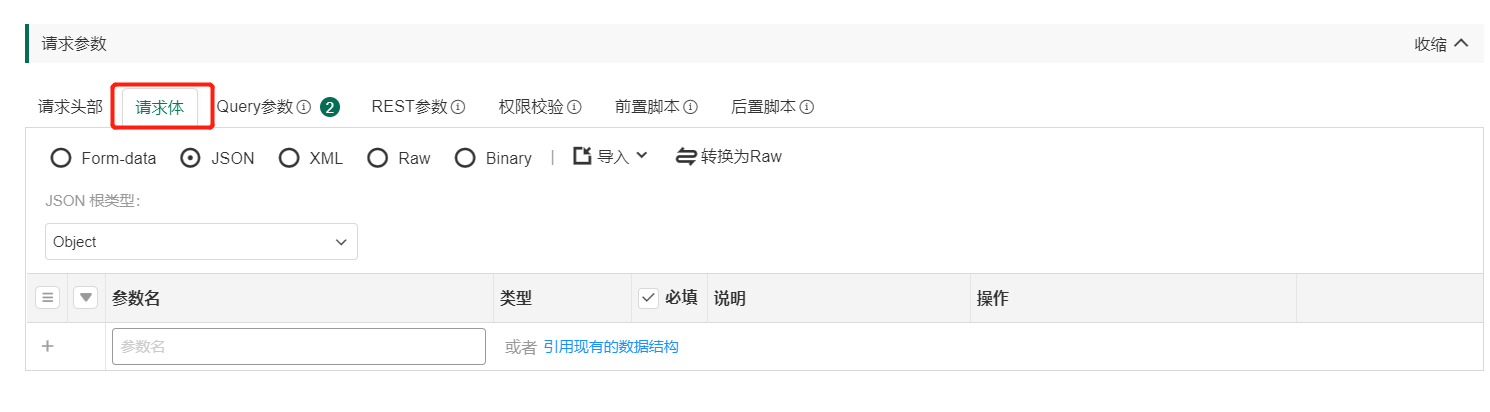 请求参数 收缩
请求头部 请求体 Query参数 2 REST参数 权限校验 前置脚本 后置脚本
Form-data JSON XML Raw Binary | 导入 转换为Raw
JSON 根类型:
Object
参数名 类型 必填 说明 操作
+ 参数名 或者 引用现有的数据结构